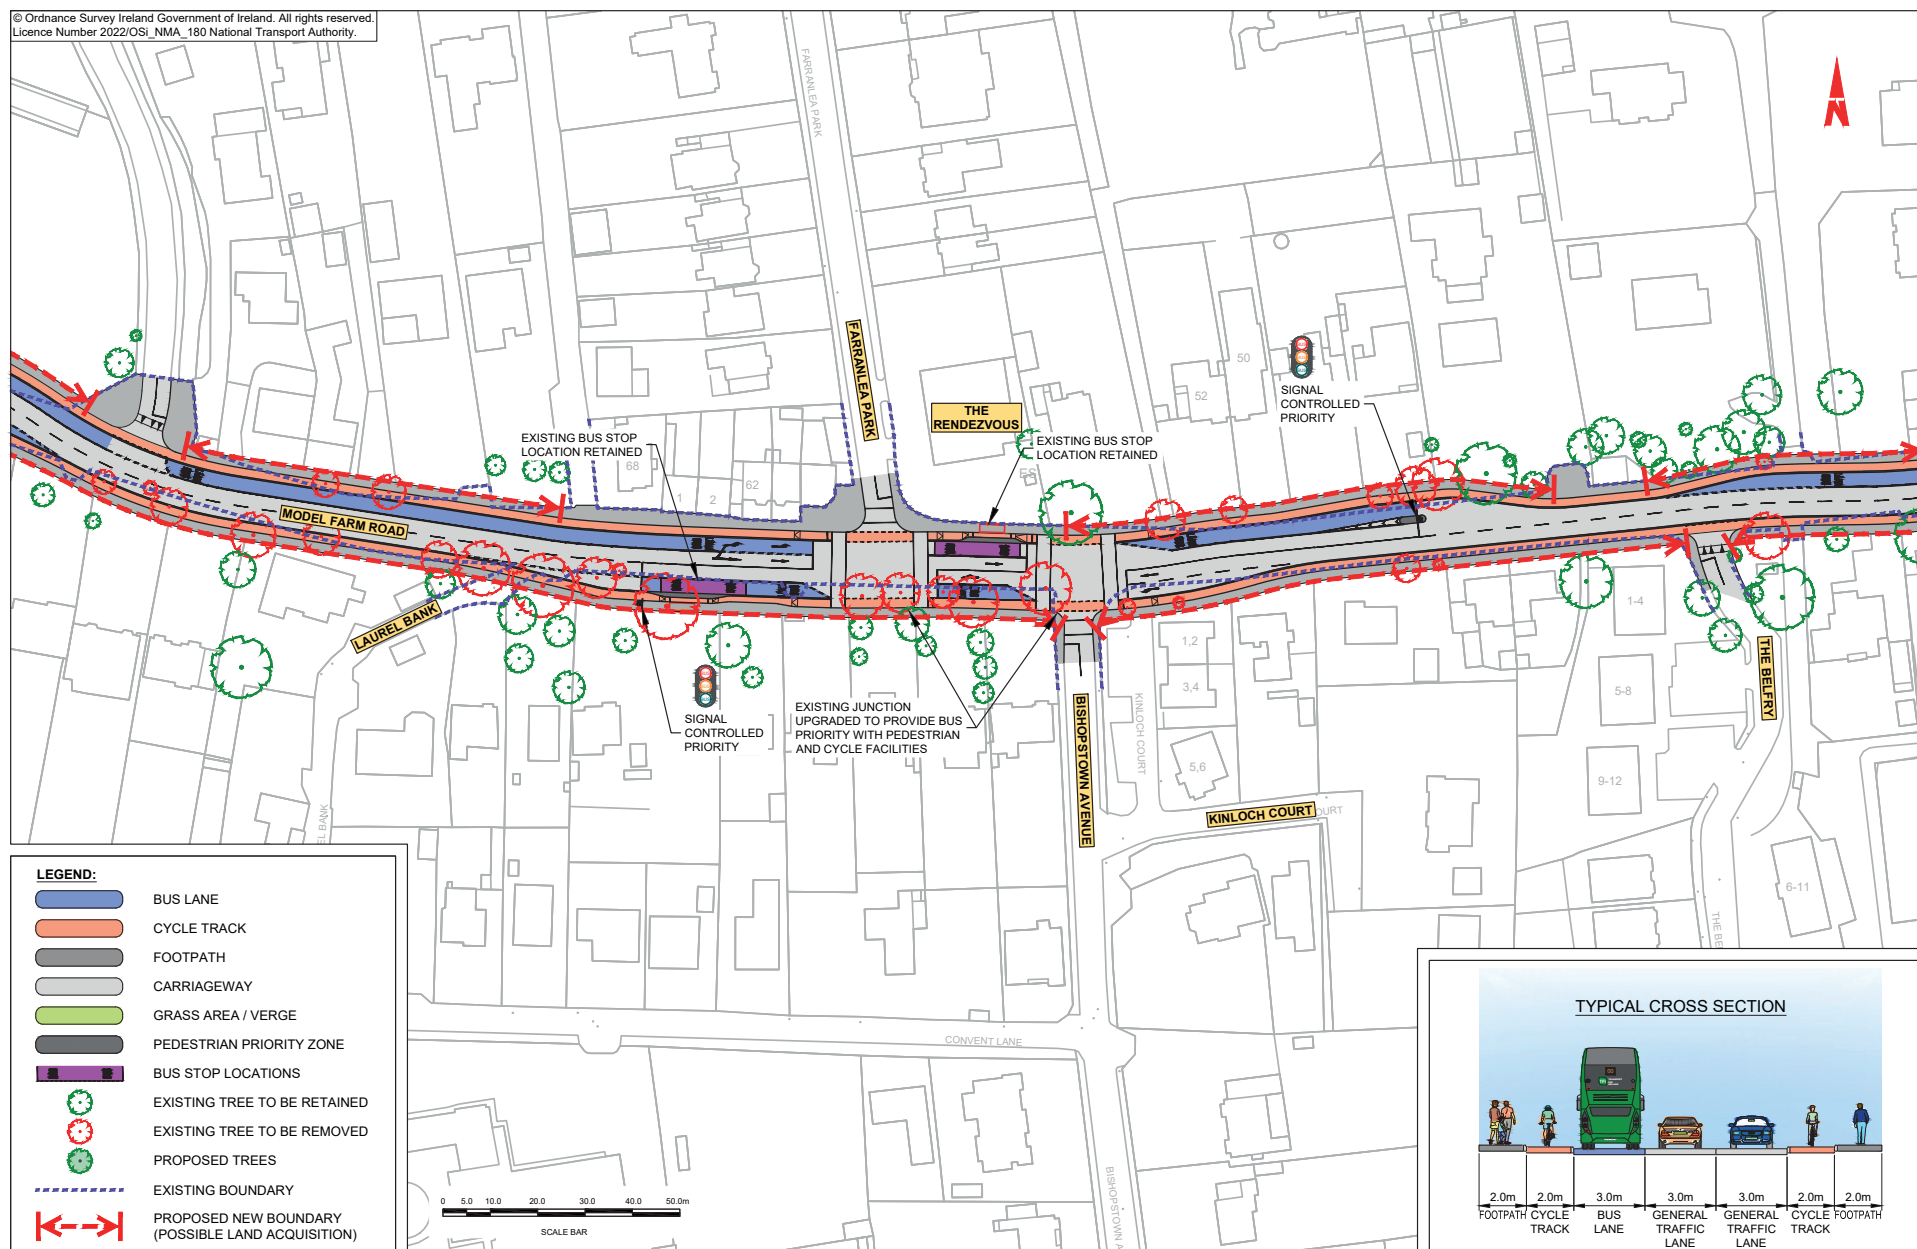 © Ordnance Survey Ireland Government of Ireland. All rights reserved.
Licence Number 2022/OSi_NMA_180 National Transport Authority.
FARRANLEA PARK
FARRANLEA PARK
THE
RENDEZVOUS
EXISTING BUS STOP
LOCATION RETAINED
EXISTING BUS STOP
LOCATION RETAINED
SIGNAL
CONTROLLED
PRIORITY
50
52
68
1
2
62
ES
MODEL FARM ROAD
LAUREL BANK
SIGNAL
CONTROLLED
PRIORITY
EXISTING JUNCTION
UPGRADED TO PROVIDE BUS
PRIORITY WITH PEDESTRIAN
AND CYCLE FACILITIES
BISHOPSTOWN AVENUE
KINLOCH COURT
1,2
3,4
5,6
KINLOCH COURT
OURT
1-4
5-8
9-12
6-11
THE BELFRY
THE BE
EL BANK
CONVENT LANE
BISHOPSTOWN A
N
LEGEND:
BUS LANE
CYCLE TRACK
FOOTPATH
CARRIAGEWAY
GRASS AREA / VERGE
PEDESTRIAN PRIORITY ZONE
BUS STOP LOCATIONS
EXISTING TREE TO BE RETAINED
EXISTING TREE TO BE REMOVED
PROPOSED TREES
EXISTING BOUNDARY
PROPOSED NEW BOUNDARY
(POSSIBLE LAND ACQUISITION)
0 5.0 10.0 20.0 30.0 40.0 50.0m
SCALE BAR
TYPICAL CROSS SECTION
2.0m 2.0m 3.0m 3.0m 3.0m 2.0m 2.0m
FOOTPATH CYCLE BUS GENERAL GENERAL CYCLE FOOTPATH
TRACK LANE TRAFFIC TRAFFIC TRACK
LANE LANE